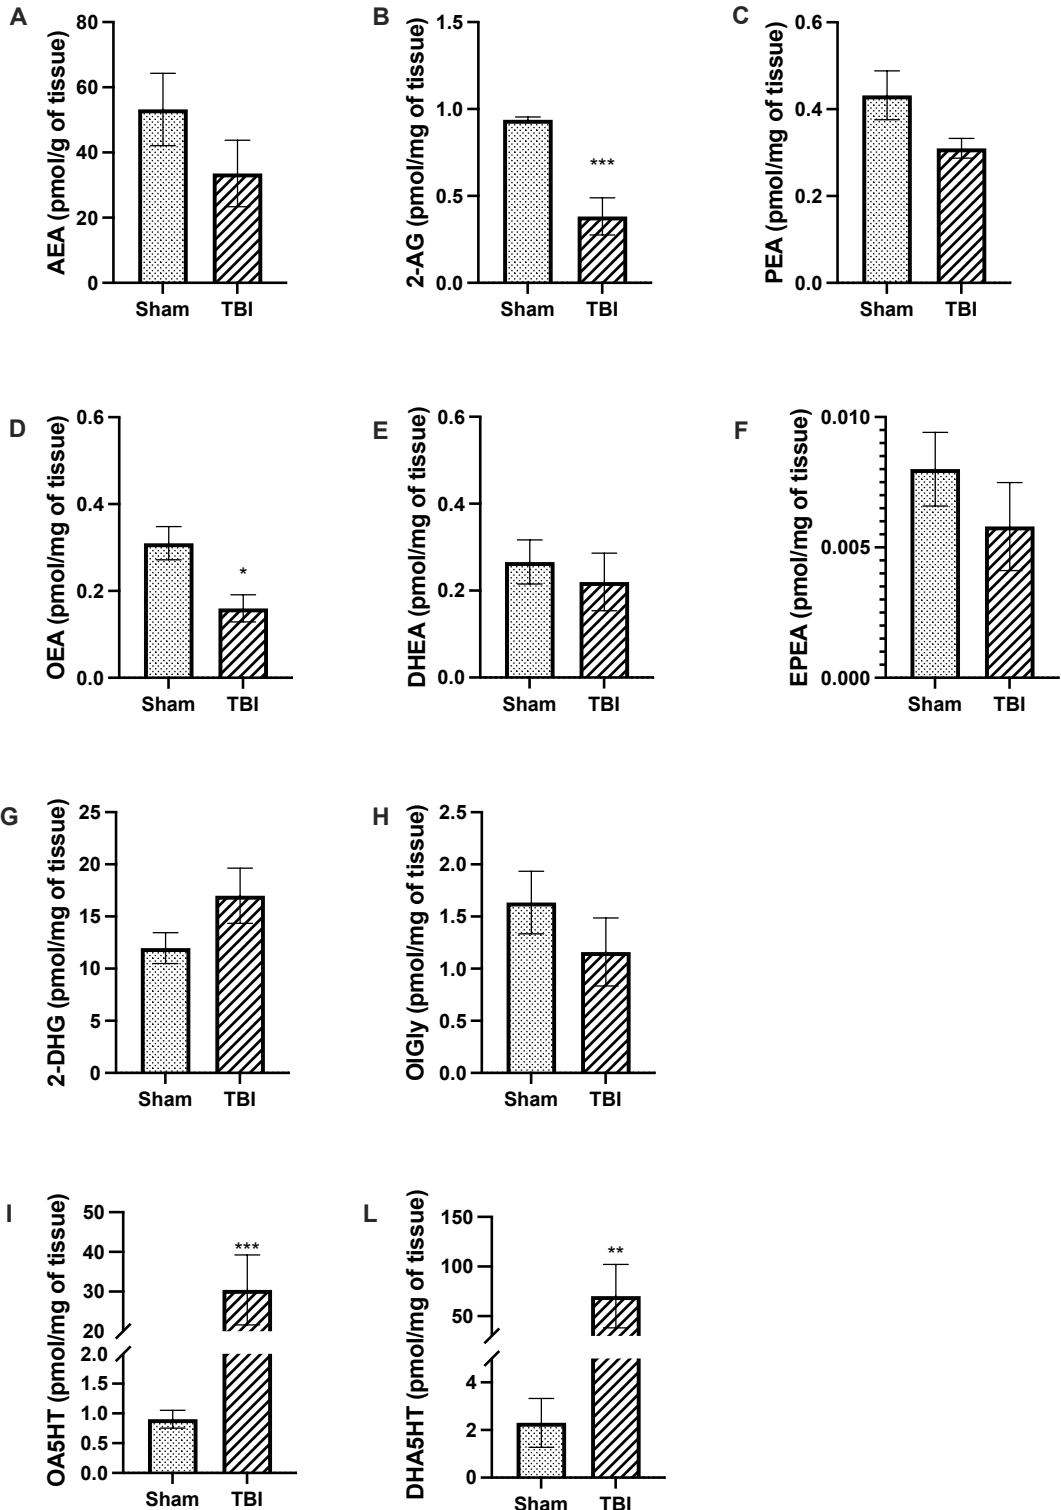 A
AEA (pmol/g of tissue)
80
60
40
20
0
Sham TBI
B
2-AG (pmol/mg of tissue)
1.5
1.0
0.5
0.0
***
Sham TBI
C
PEA (pmol/mg of tissue)
0.6
0.4
0.2
0.0
Sham TBI
D
OEA (pmol/mg of tissue)
0.6
0.4
0.2
0.0
*
Sham TBI
E
DHEA (pmol/mg of tissue)
0.6
0.4
0.2
0.0
Sham TBI
F
EPEA (pmol/mg of tissue)
0.010
0.005
0.000
Sham TBI
G
2-DHG (pmol/mg of tissue)
25
20
15
10
5
0
Sham TBI
H
OlGly (pmol/mg of tissue)
2.5
2.0
1.5
1.0
0.5
0.0
Sham TBI
I
OA5HT (pmol/mg of tissue)
50
40
30
20
2.0
1.5
1.0
0.5
0.0
***
Sham TBI
L
DHA5HT (pmol/mg of tissue)
150
100
50
4
2
0
**
Sham TBI